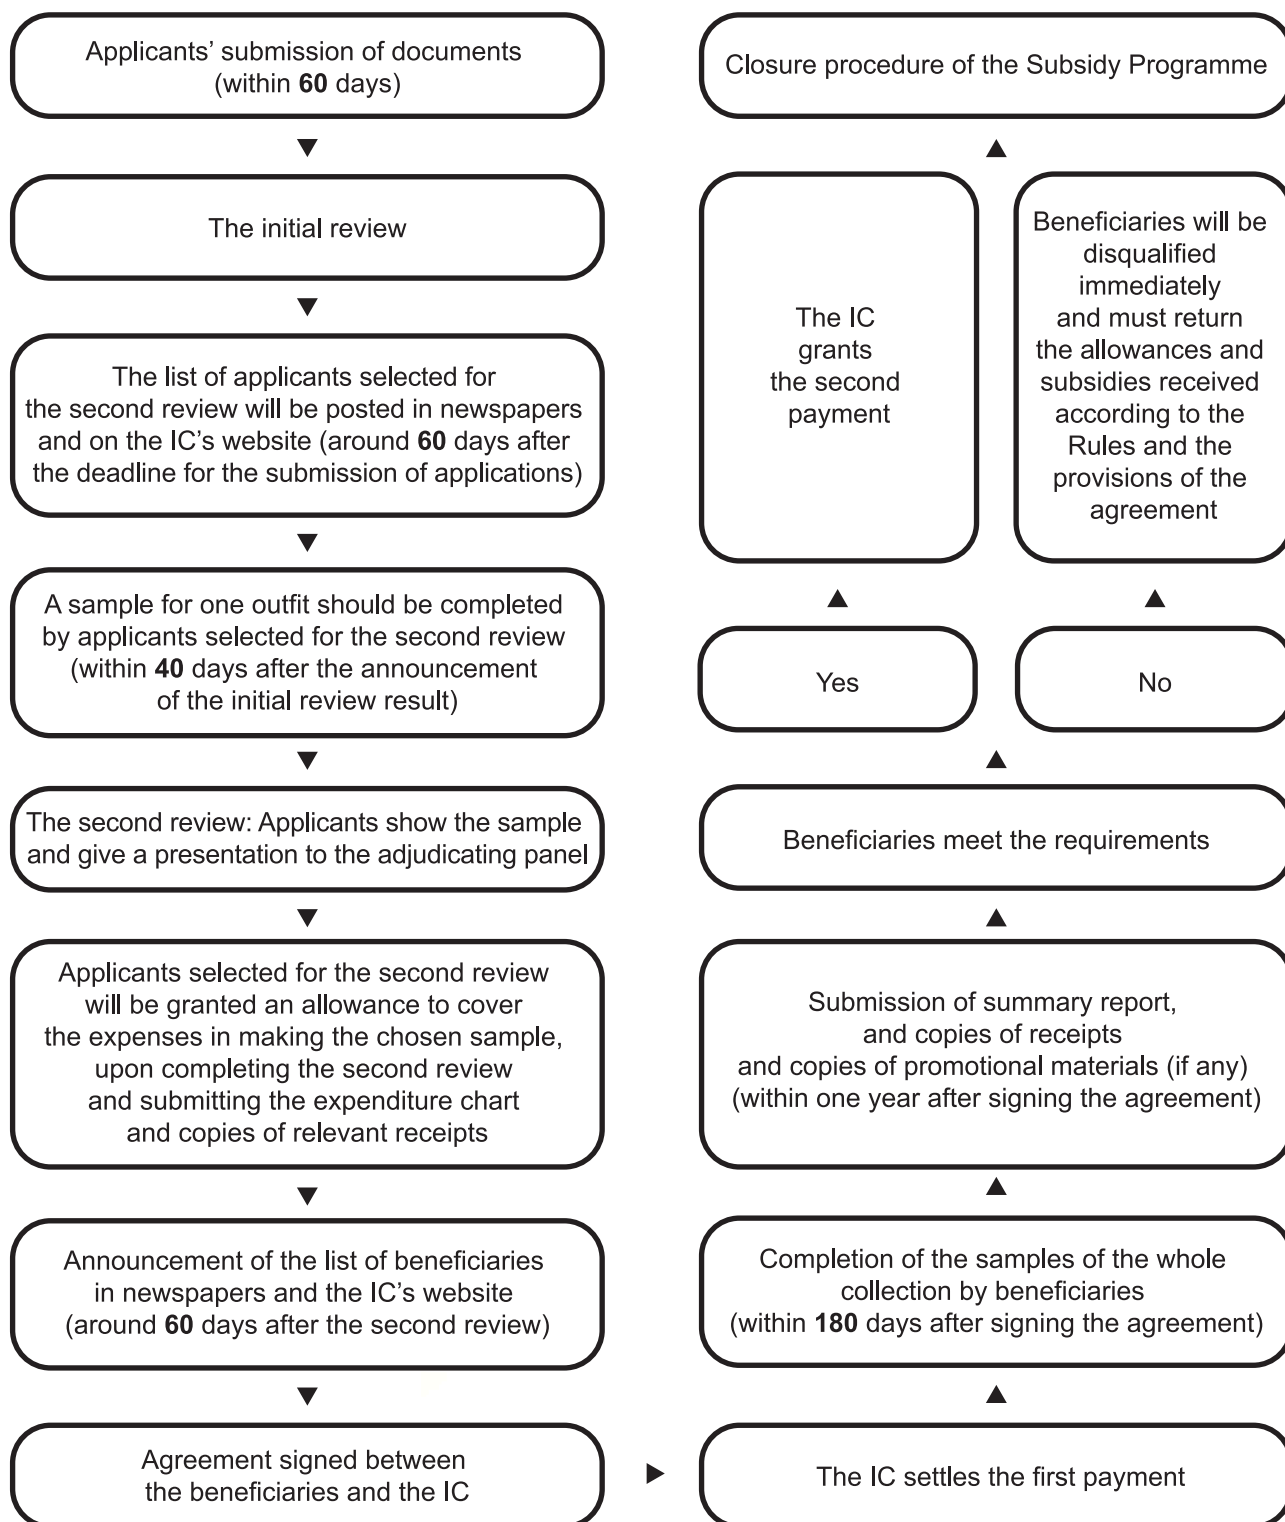 Applicants’ submission of documents
(within 60 days)
The initial review
The list of applicants selected for
the second review will be posted in newspapers
and on the IC’s website (around 60 days after
the deadline for the submission of applications)
A sample for one outfit should be completed
by applicants selected for the second review
(within 40 days after the announcement
of the initial review result)
The second review: Applicants show the sample
and give a presentation to the adjudicating panel
Applicants selected for the second review
will be granted an allowance to cover
the expenses in making the chosen sample,
upon completing the second review
and submitting the expenditure chart
and copies of relevant receipts
Announcement of the list of beneficiaries
in newspapers and the IC’s website
(around 60 days after the second review)
Agreement signed between
the beneficiaries and the IC
The IC settles the first payment
Completion of the samples of the whole
collection by beneficiaries
(within 180 days after signing the agreement)
Submission of summary report,
and copies of receipts
and copies of promotional materials (if any)
(within one year after signing the agreement)
Beneficiaries meet the requirements
Yes
No
The IC
grants
the second
payment
Beneficiaries will be
disqualified
immediately
and must return
the allowances and
subsidies received
according to the
Rules and the
provisions of the
agreement
Closure procedure of the Subsidy Programme